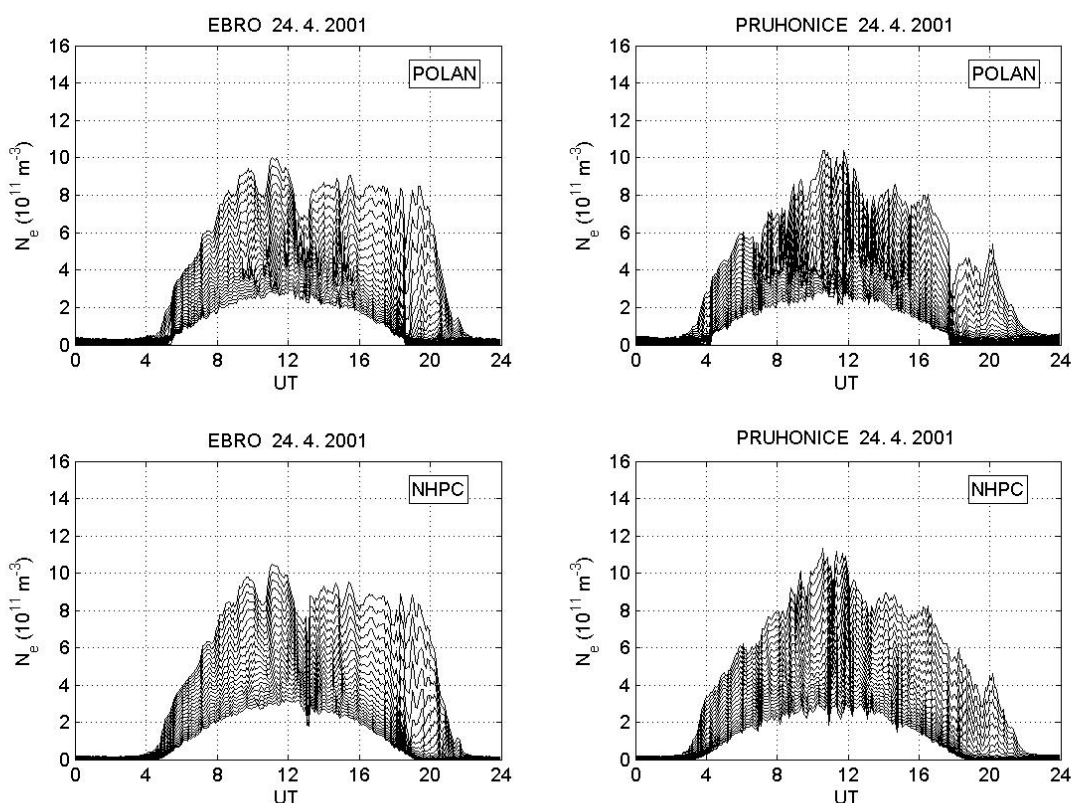 EBRO 24. 4. 2001
POLAN
16
14
12
10
8
6
4
2
0
N_e (10^11 m^-3)
0 4 8 12 16 20 24
UT
PRUHONICE 24. 4. 2001
POLAN
16
14
12
10
8
6
4
2
0
N_e (10^11 m^-3)
0 4 8 12 16 20 24
UT
EBRO 24. 4. 2001
NHPC
16
14
12
10
8
6
4
2
0
N_e (10^11 m^-3)
0 4 8 12 16 20 24
UT
PRUHONICE 24. 4. 2001
NHPC
16
14
12
10
8
6
4
2
0
N_e (10^11 m^-3)
0 4 8 12 16 20 24
UT